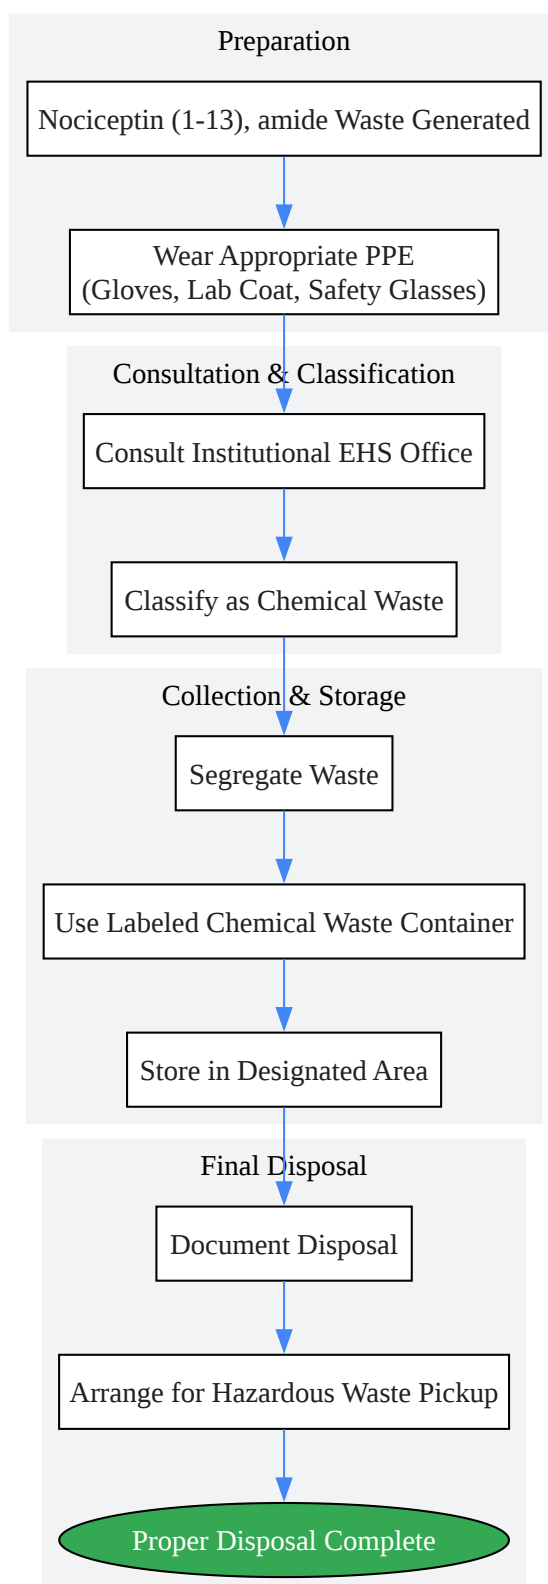 Preparation
Nociceptin (1-13), amide Waste Generated
Wear Appropriate PPE
(Gloves, Lab Coat, Safety Glasses)
Consultation & Classification
Consult Institutional EHS Office
Classify as Chemical Waste
Collection & Storage
Segregate Waste
Use Labeled Chemical Waste Container
Store in Designated Area
Final Disposal
Document Disposal
Arrange for Hazardous Waste Pickup
Proper Disposal Complete